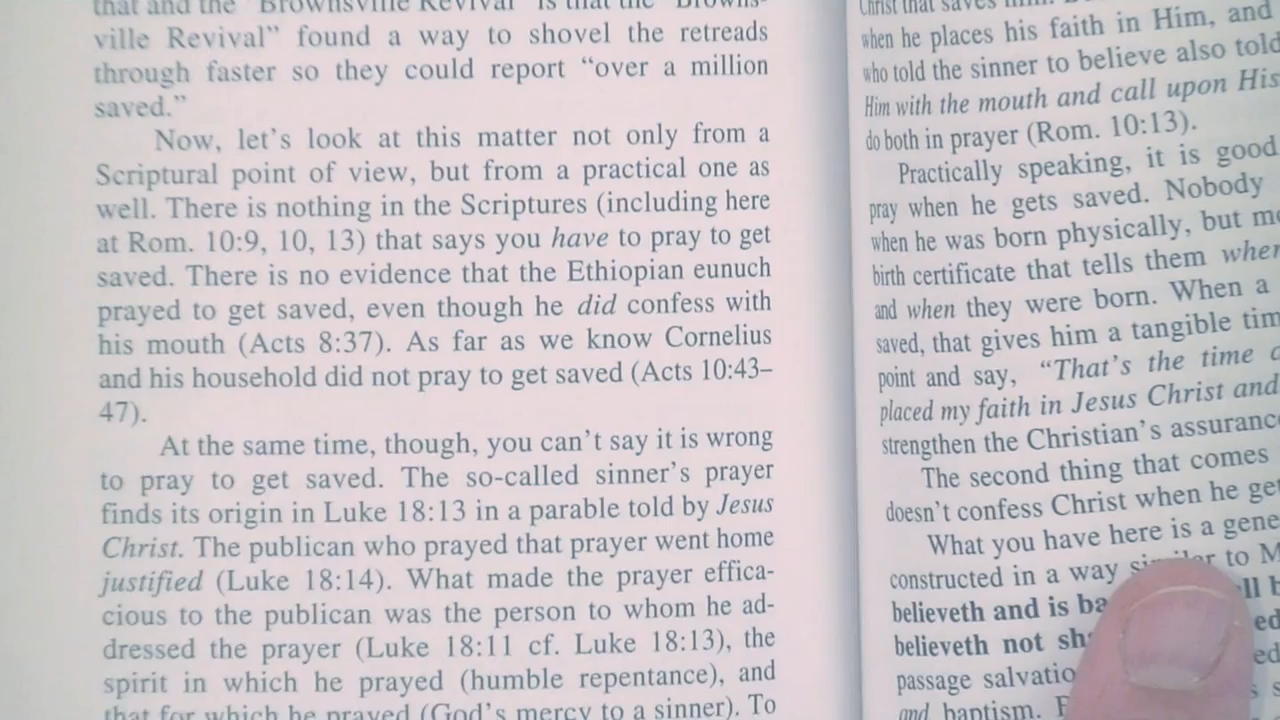 that and the "Brownsville Revival" is that the "Browns-
ville Revival" found a way to shovel the retreads
through faster so they could report "over a million
saved."
Now, let's look at this matter not only from a
Scriptural point of view, but from a practical one as
well. There is nothing in the Scriptures (including here
at Rom. 10:9, 10, 13) that says you have to pray to get
saved. There is no evidence that the Ethiopian eunuch
prayed to get saved, even though he did confess with
his mouth (Acts 8:37). As far as we know Cornelius
and his household did not pray to get saved (Acts 10:43–
47).
At the same time, though, you can't say it is wrong
to pray to get saved. The so-called sinner's prayer
finds its origin in Luke 18:13 in a parable told by Jesus
Christ. The publican who prayed that prayer went home
justified (Luke 18:14). What made the prayer effica-
cious to the publican was the person to whom he ad-
dressed the prayer (Luke 18:11 cf. Luke 18:13), the
spirit in which he prayed (humble repentance), and
that for which he prayed (God's mercy to a sinner). To
Christ that saves
when he places his faith in Him, and
who told the sinner to believe also told
Him with the mouth and call upon His
do both in prayer (Rom. 10:13).
Practically speaking, it is good
pray when he gets saved. Nobody
when he was born physically, but
birth certificate that tells them
and when they were born. When a
saved, that gives him a tangible
point and say, "That's the time
placed my faith in Jesus Christ and
strengthen the Christian's
The second thing that comes
doesn't confess Christ when he
What you have here is a
constructed in a way similar to
believeth and is
believeth not
passage
and baptism.